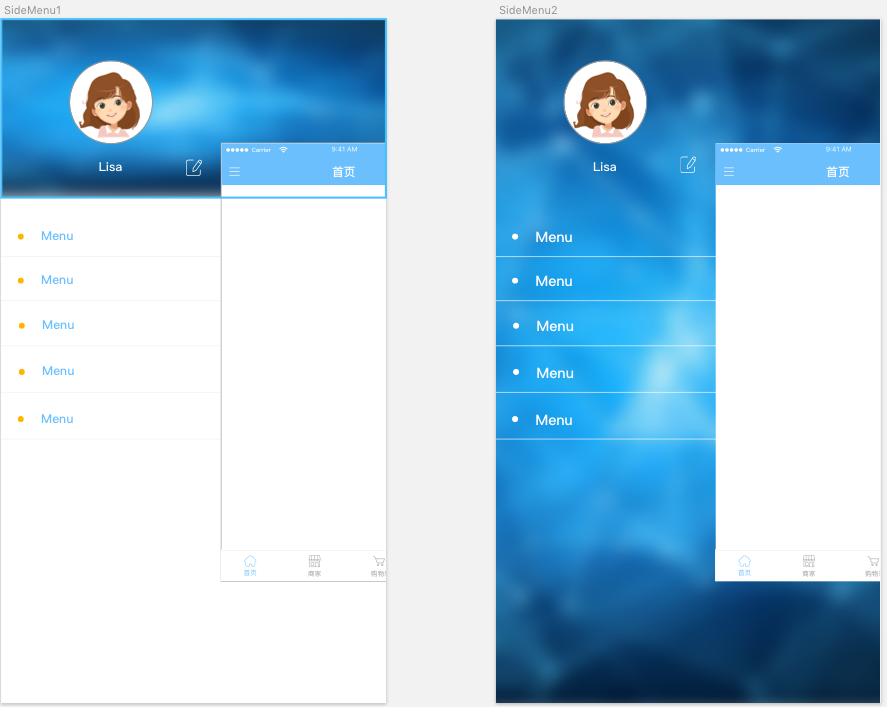 SideMenu1
Lisa
Carrier
9:41 AM
首页
Menu
Menu
Menu
Menu
Menu
首页
商家
购物
SideMenu2
Lisa
Carrier
9:41 AM
首页
Menu
Menu
Menu
Menu
Menu
首页
商家
购物